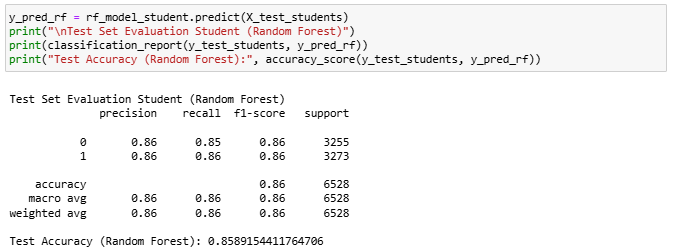 y_pred_rf = rf_model_student.predict(X_test_students)
print("\nTest Set Evaluation Student (Random Forest)")
print(classification_report(y_test_students, y_pred_rf))
print("Test Accuracy (Random Forest):", accuracy_score(y_test_students, y_pred_rf))
Test Set Evaluation Student (Random Forest)
precision recall f1-score support
0 0.86 0.85 0.86 3255
1 0.86 0.86 0.86 3273
accuracy 0.86 6528
macro avg 0.86 0.86 0.86 6528
weighted avg 0.86 0.86 0.86 6528
Test Accuracy (Random Forest): 0.8589154411764706